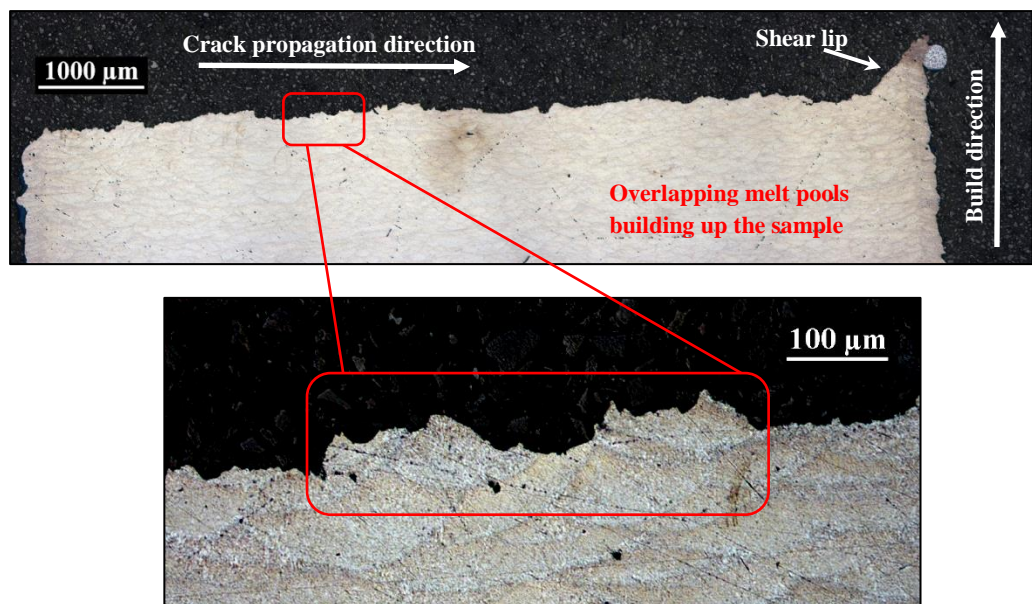 Crack propagation direction
Shear lip
1000 µm
Build direction
Overlapping melt pools
building up the sample
100 µm